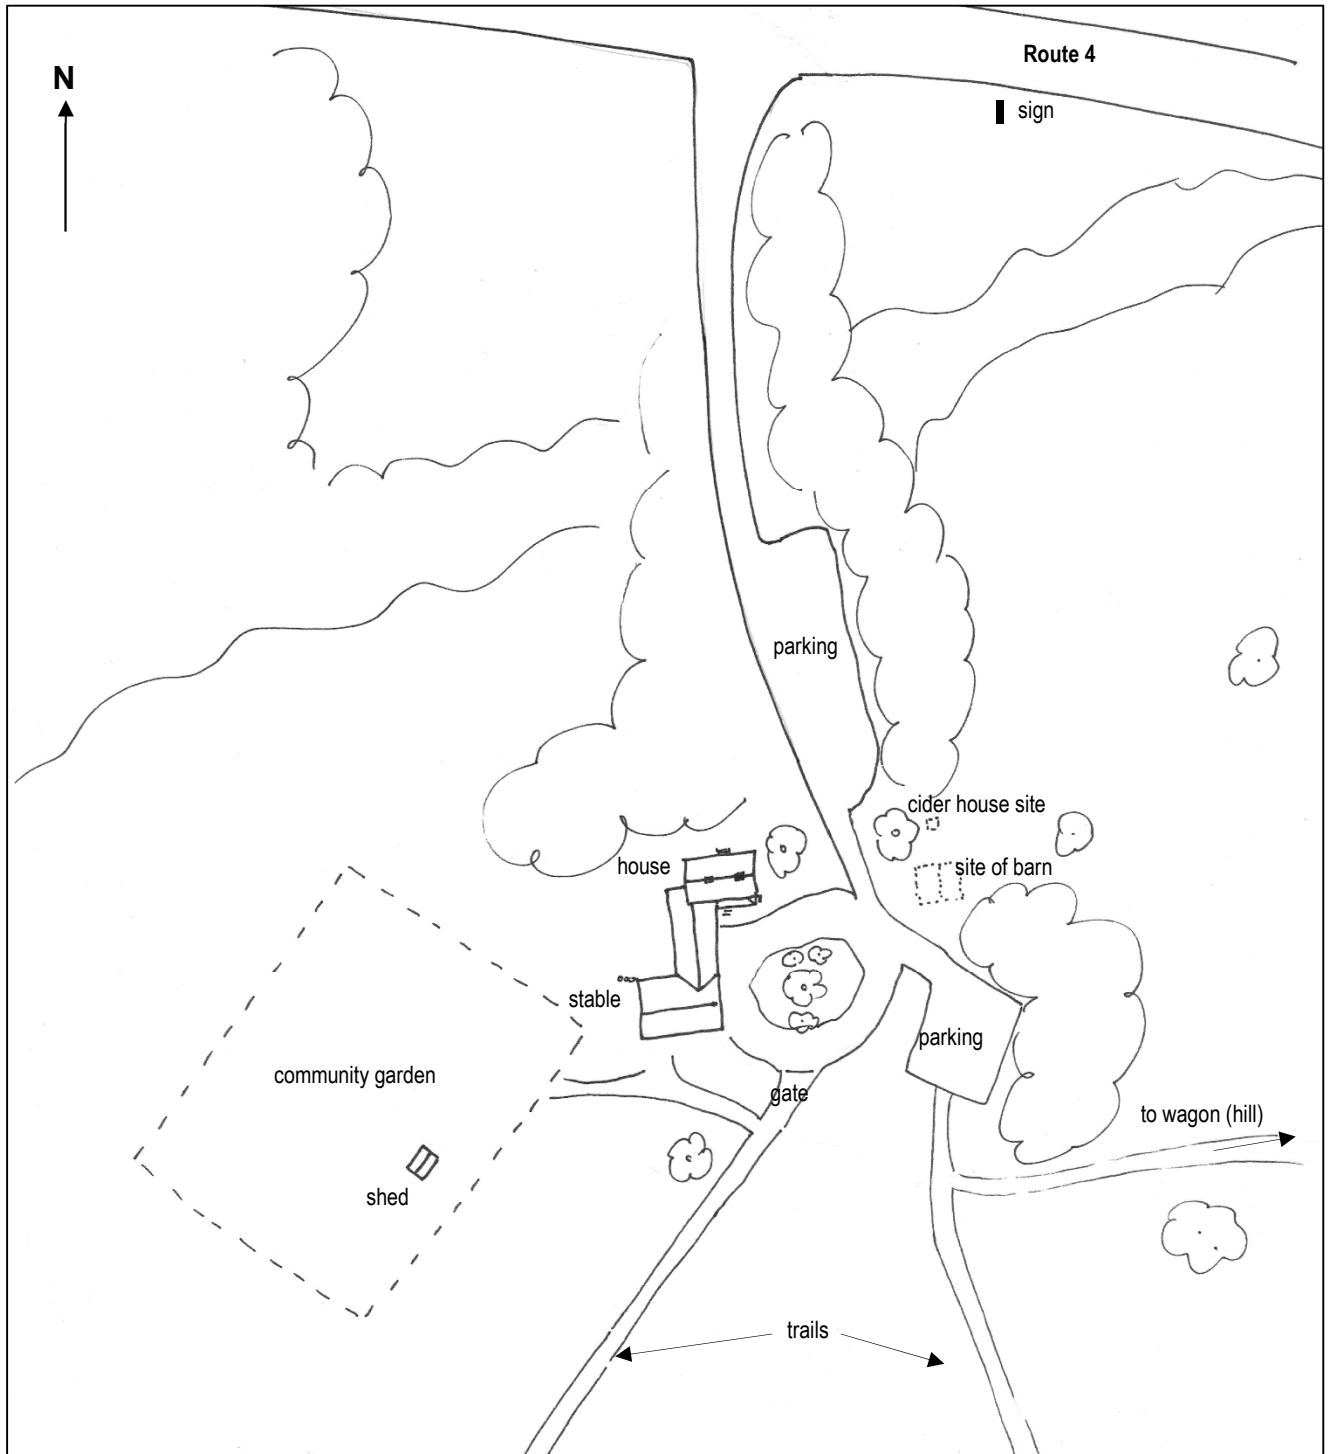 N
Route 4
sign
parking
cider house site
house
site of barn
stable
parking
community garden
gate
to wagon (hill)
shed
trails